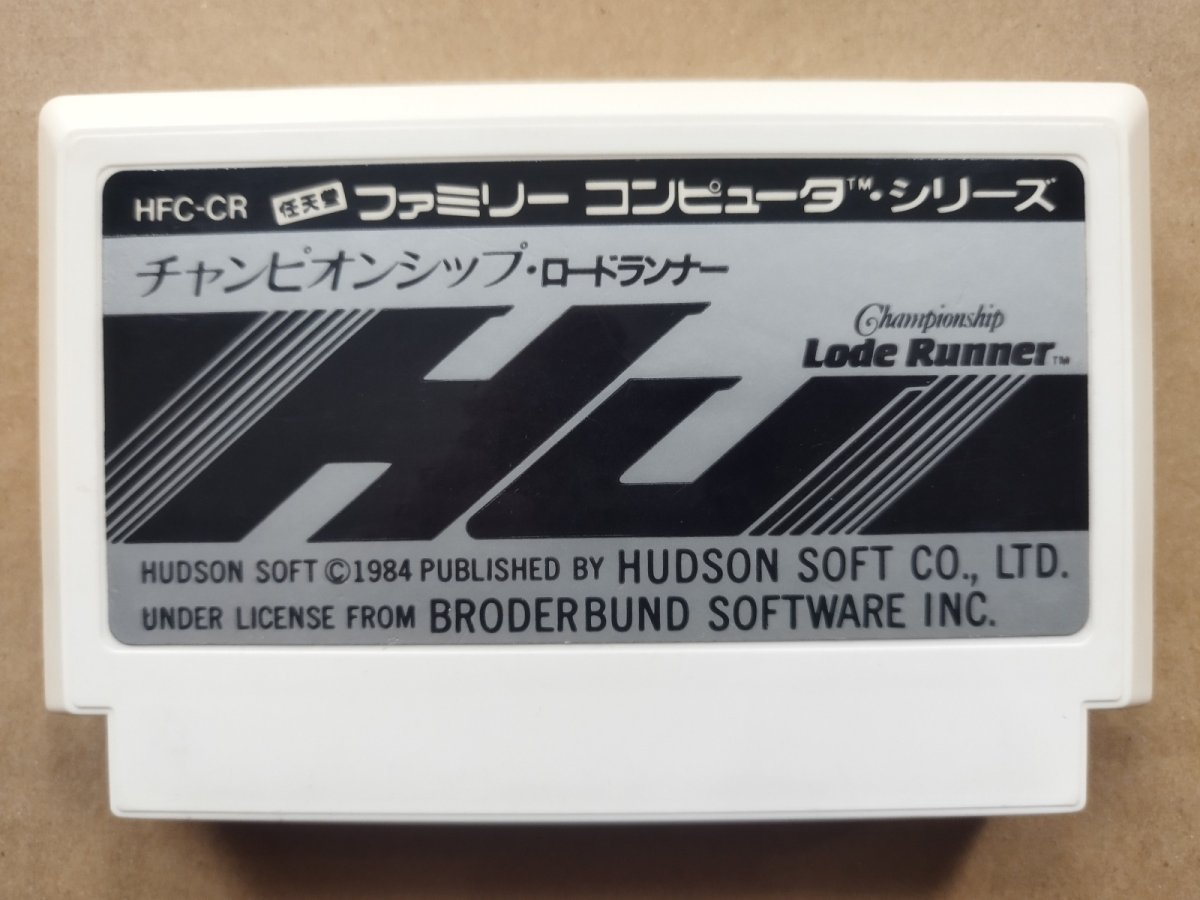 HFC-CR 任天堂 ファミリー コンピュータ™・シリーズ
チャンピオンシップ・ロードランナー
Championship
Lode Runner™
HU
HUDSON SOFT ©1984 PUBLISHED BY HUDSON SOFT CO., LTD.
UNDER LICENSE FROM BRODERBUND SOFTWARE INC.